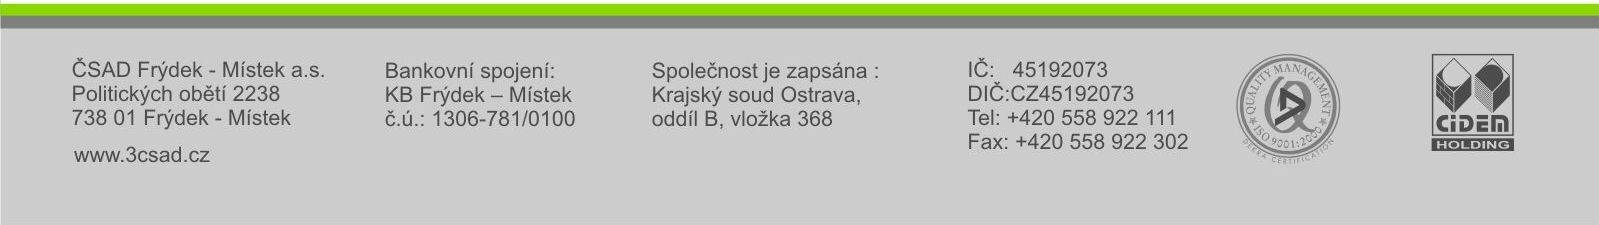 ČSAD Frýdek - Místek a.s.
Politických obětí 2238
738 01 Frýdek - Místek
www.3csad.cz
Bankovní spojení:
KB Frýdek – Místek
č.ú.: 1306-781/0100
Společnost je zapsána :
Krajský soud Ostrava,
oddíl B, vložka 368
IČ: 45192073
DIČ:CZ45192073
Tel: +420 558 922 111
Fax: +420 558 922 302
QUALITY MANAGEMENT
ISO 9001:2000
DEKRA CERTIFICATION
CiDEM
HOLDING